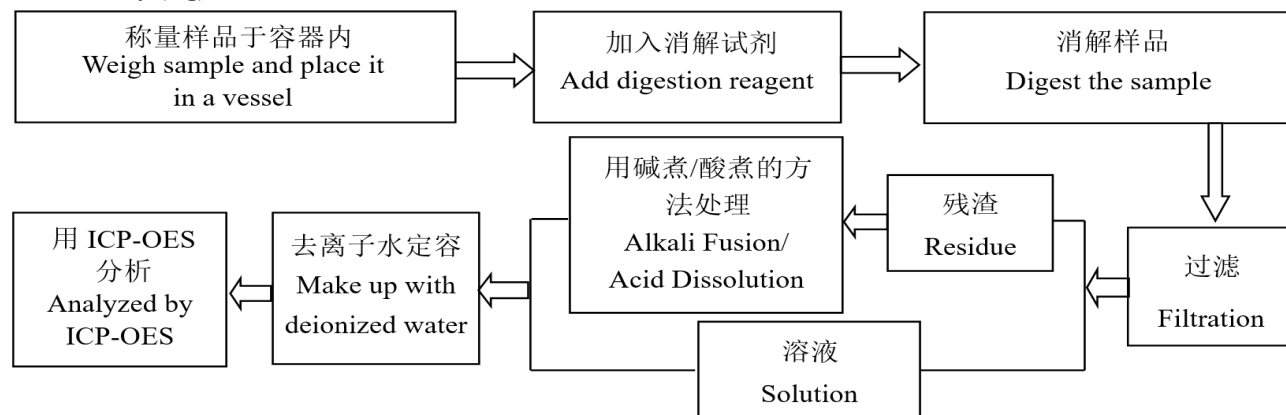 称量样品于容器内
Weigh sample and place it
in a vessel
加入消解试剂
Add digestion reagent
消解样品
Digest the sample
过滤
Filtration
残渣
Residue
用碱煮/酸煮的方
法处理
Alkali Fusion/
Acid Dissolution
溶液
Solution
去离子水定容
Make up with
deionized water
用 ICP-OES
分析
Analyzed by
ICP-OES